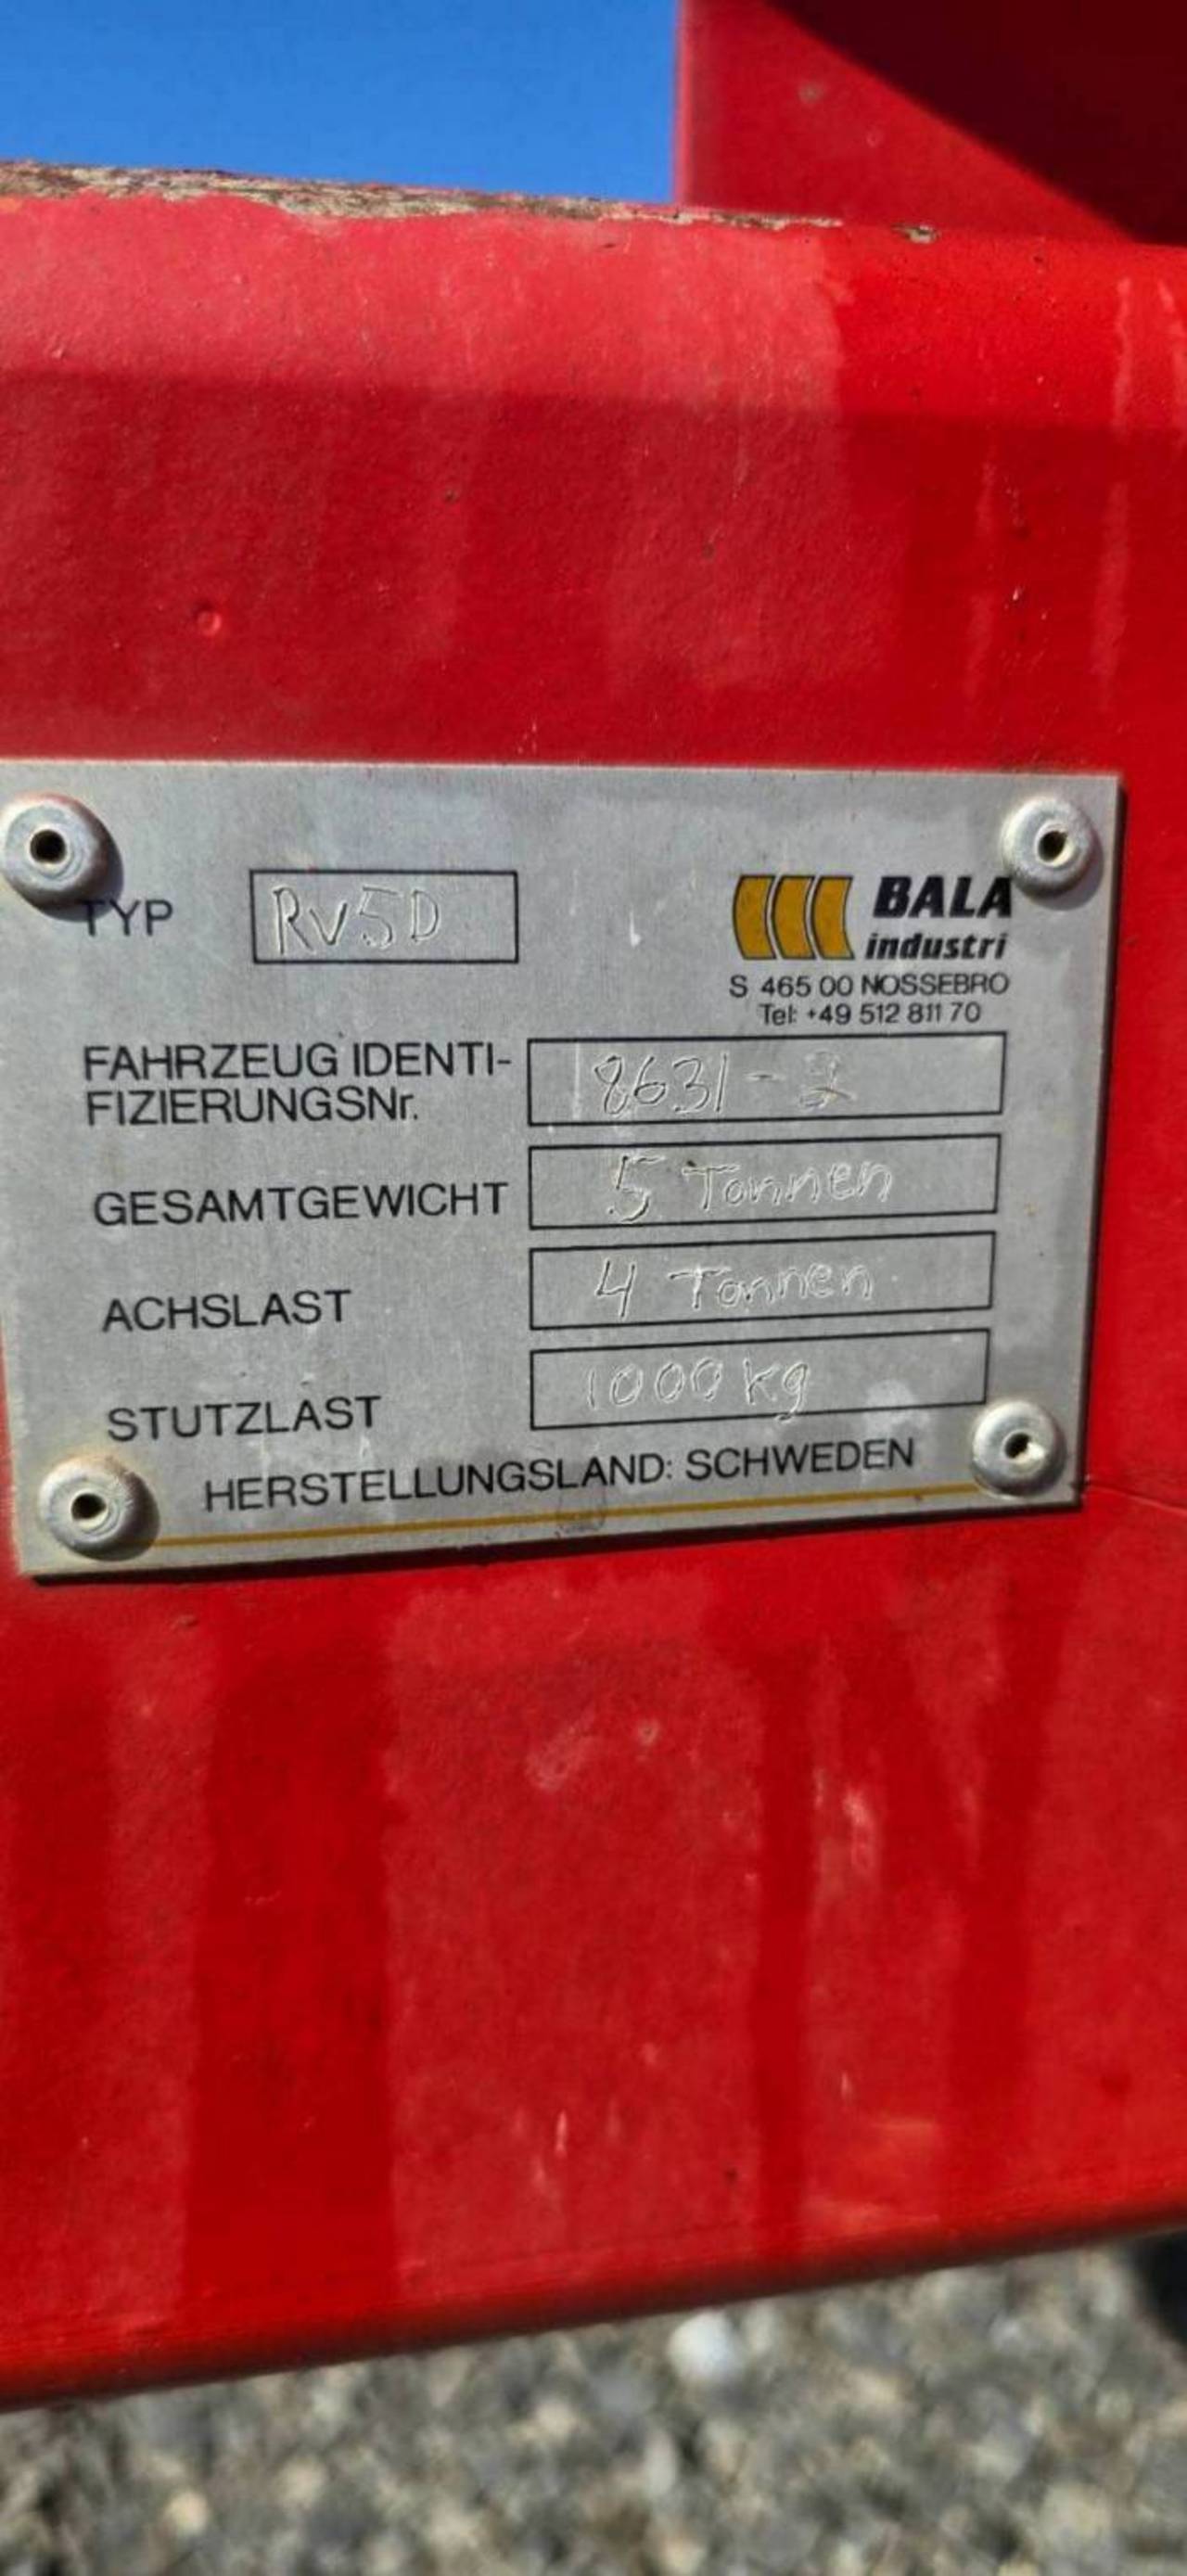 TYP RV5D
BALA
industri
S 465 00 NOSSEBRO
Tel: +49 512 811 70
FAHRZEUG IDENTI-
FIZIERUNGSNr. 8631-2
GESAMTGEWICHT 5 Tonnen
ACHSLAST 4 Tonnen
STUTZLAST 1000 kg
HERSTELLUNGSLAND: SCHWEDEN